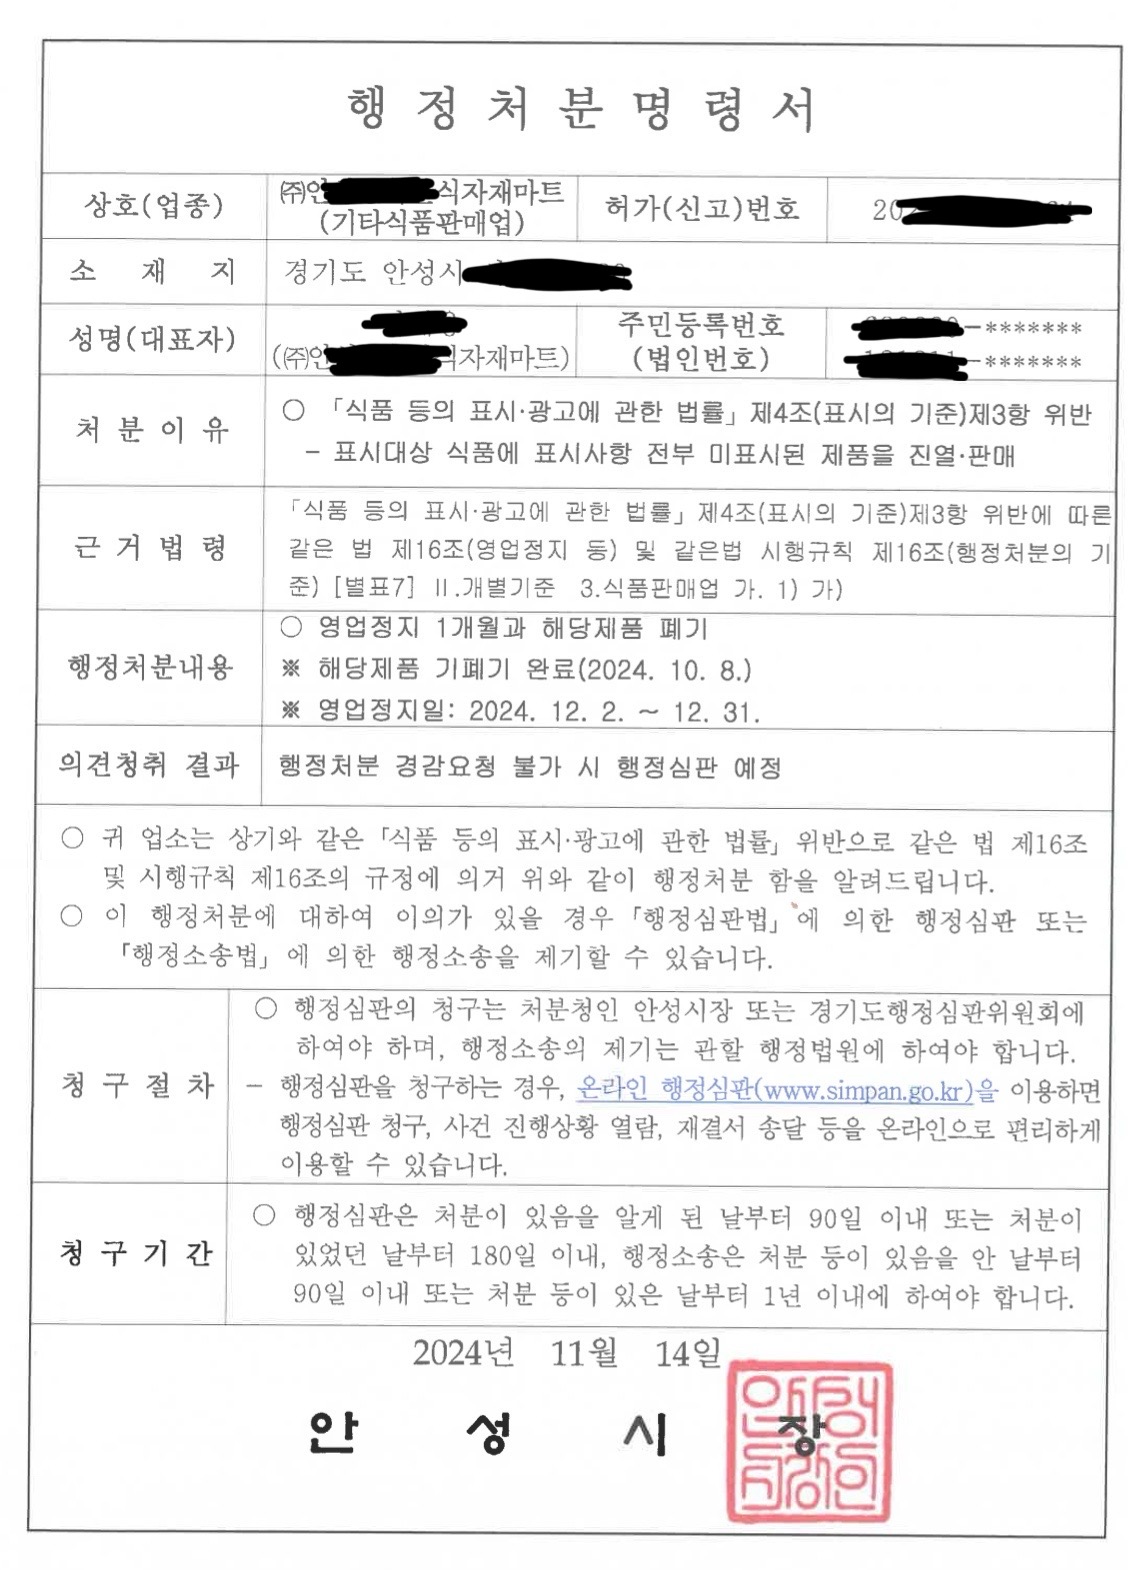 행 정 처 분 명 령 서
상호(업종)
㈜안 식자재마트
(기타식품판매업)
허가(신고)번호
20
소 재 지
경기도 안성시
성명(대표자)
(㈜안 식자재마트)
주민등록번호
(법인번호)
-*******
-*******
처 분 이 유
○ 「식품 등의 표시·광고에 관한 법률」 제4조(표시의 기준)제3항 위반
- 표시대상 식품에 표시사항 전부 미표시된 제품을 진열·판매
근 거 법 령
「식품 등의 표시·광고에 관한 법률」 제4조(표시의 기준)제3항 위반에 따른
같은 법 제16조(영업정지 등) 및 같은법 시행규칙 제16조(행정처분의 기
준) [별표7] Ⅱ.개별기준 3.식품판매업 가. 1) 가)
행정처분내용
○ 영업정지 1개월과 해당제품 폐기
※ 해당제품 기폐기 완료(2024. 10. 8.)
※ 영업정지일: 2024. 12. 2. ~ 12. 31.
의견청취 결과
행정처분 경감요청 불가 시 행정심판 예정
○ 귀 업소는 상기와 같은 「식품 등의 표시·광고에 관한 법률」 위반으로 같은 법 제16조
및 시행규칙 제16조의 규정에 의거 위와 같이 행정처분 함을 알려드립니다.
○ 이 행정처분에 대하여 이의가 있을 경우 「행정심판법」에 의한 행정심판 또는
「행정소송법」에 의한 행정소송을 제기할 수 있습니다.
청 구 절 차
○ 행정심판의 청구는 처분청인 안성시장 또는 경기도행정심판위원회에
하여야 하며, 행정소송의 제기는 관할 행정법원에 하여야 합니다.
- 행정심판을 청구하는 경우, 온라인 행정심판(www.simpan.go.kr)을 이용하면
행정심판 청구, 사건 진행상황 열람, 재결서 송달 등을 온라인으로 편리하게
이용할 수 있습니다.
청 구 기 간
○ 행정심판은 처분이 있음을 알게 된 날부터 90일 이내 또는 처분이
있었던 날부터 180일 이내, 행정소송은 처분 등이 있음을 안 날부터
90일 이내 또는 처분 등이 있은 날부터 1년 이내에 하여야 합니다.
2024년 11월 14일
안 성 시 장